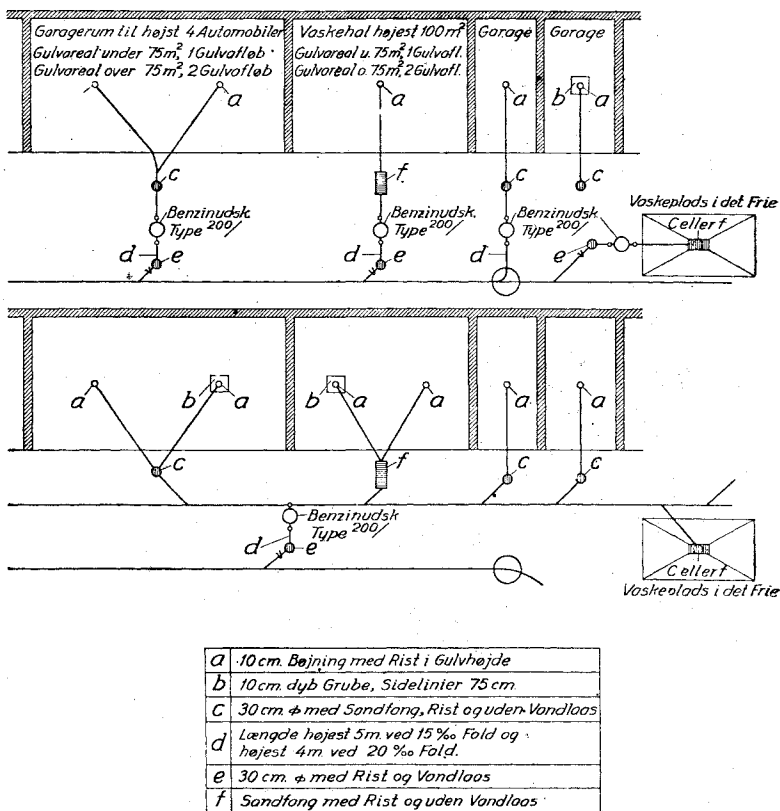 Garagerum til højst 4 Automobiler
Gulvareal under 75m², 1 Gulvafløb
Gulvareal over 75m², 2 Gulvafløb
Vaskehal højest 100 m²
Gulvareal u. 75m², 1 Gulvafl.
Gulvareal o. 75m², 2 Gulvafl.
Garage
Garage
a
a
a
b
a
c
f
c
c
Benzinudsk.
Type 200/
Benzinudsk.
Type 200/
Benzinudsk.
Type 200/
d
e
d
e
d
e
Vaskeplads i det Frie
C eller f
a
b
a
b
a
a
a
a
c
f
c
c
Benzinudsk
Type 200/
d
e
C eller f
Vaskeplads i det Frie
a 10 cm. Bøjning med Rist i Gulvhøjde
b 10 cm. dyb Grube, Sidelinier 75 cm.
c 30 cm. ⌀ med Sandfang, Rist og uden Vandlaas
d Længde højest 5m. ved 15 ‰ Fald og
højest 4m. ved 20 ‰ Fald.
e 30 cm. ⌀ med Rist og Vandlaas
f Sandfang med Rist og uden Vandlaas